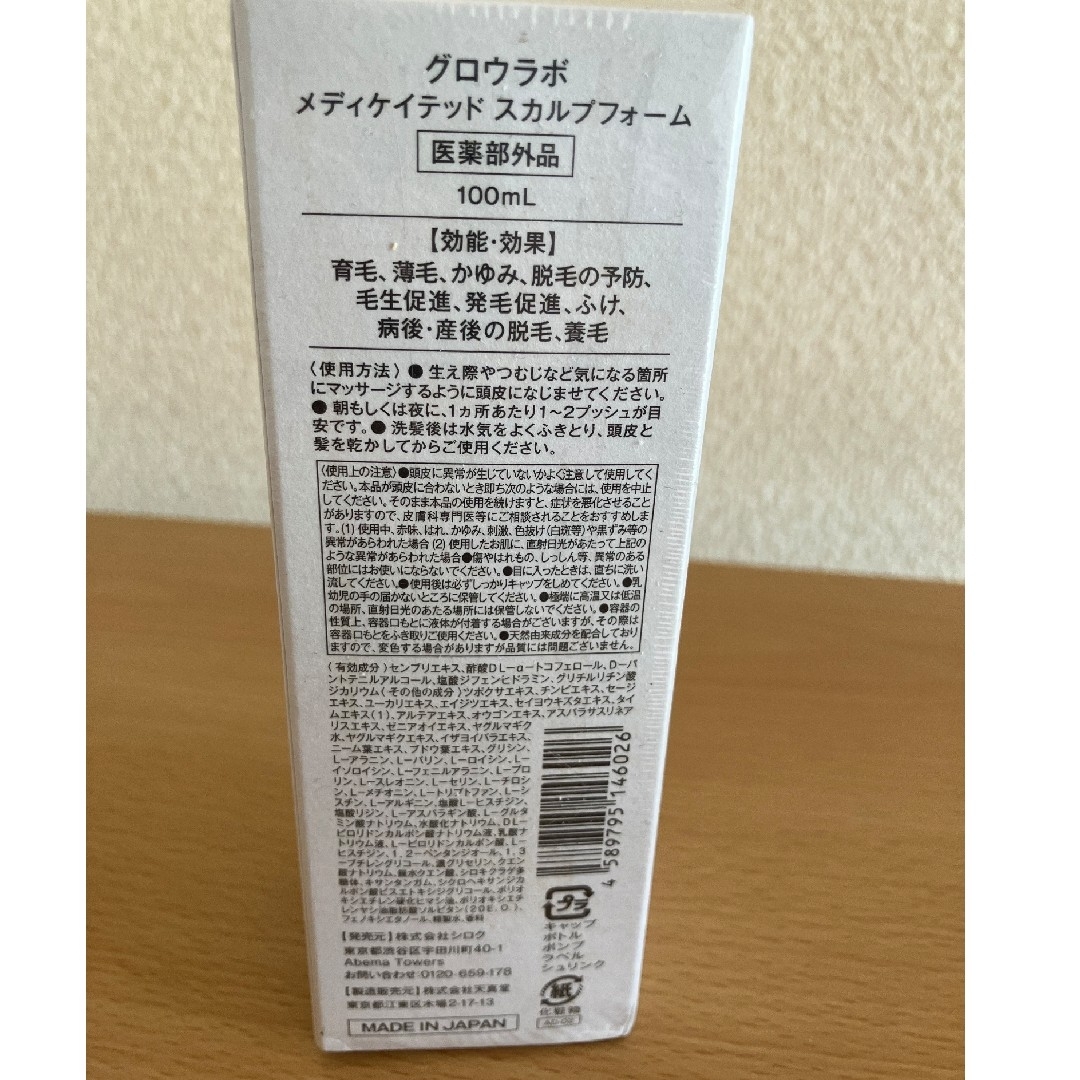 グロウラボ
メディケイテッド スカルプフォーム
医薬部外品
100mL
【効能・効果】
育毛、薄毛、かゆみ、脱毛の予防、
毛生促進、発毛促進、ふけ、
病後・産後の脱毛、養毛
〈使用方法〉●生え際やつむじなど気になる箇所
にマッサージするように頭皮になじませてください。
●朝もしくは夜に、1ヵ所あたり1〜2プッシュが目
安です。●洗髪後は水気をよくふきとり、頭皮と
髪を乾かしてからご使用ください。
〈使用上の注意〉●頭皮に異常が生じていないかよく注意して使用してく
ださい。本品が頭皮に合わないとき即ち次のような場合には、使用を中止
してください。そのまま本品の使用を続けますと、症状を悪化させること
がありますので、皮膚科専門医等にご相談されることをおすすめしま
す。(1)使用中、赤味、はれ、かゆみ、刺激、色抜け(白斑等)や黒ずみ等の
異常があらわれた場合(2)使用したお肌に、直射日光があたって上記の
ような異常があらわれた場合●傷やはれもの、しっしん等、異常のある
部位にはお使いにならないでください。●目に入ったときは、直ちに洗い
流してください。●使用後は必ずしっかりキャップをしめてください。●乳
幼児の手の届かないところに保管してください。●極端に高温又は低温
の場所、直射日光のあたる場所には保管しないでください。●容器の
性質上、容器口もとに液体が付着する場合がございますが、その際は
容器口もとをふき取りご使用ください。●天然由来成分を配合しており
ますので、変色する場合がありますが品質には問題ございません。
〈有効成分〉センブリエキス、酢酸DL−α−トコフェロール、D−パ
ントテニルアルコール、塩酸ジフェンヒドラミン、グリチルリチン酸
ジカリウム〈その他の成分〉ツボクサエキス、チンピエキス、セージ
エキス、ユーカリエキス、エイジツエキス、セイヨウキズタエキス、タイ
ムエキス(1)、アルテアエキス、オウゴンエキス、アスパラサスリネア
リスエキス、ゼニアオイエキス、ヤグルマギク
水、ヤグルマギクエキス、イザヨイバラエキス、
ニーム葉エキス、ブドウ葉エキス、グリシン、
L−アラニン、L−バリン、L−ロイシン、L−
イソロイシン、L−フェニルアラニン、L−プロ
リン、L−スレオニン、L−セリン、L−チロシ
ン、L−メチオニン、L−トリプトファン、L−シ
スチン、L−アルギニン、塩酸L−ヒスチジン、
塩酸リジン、L−アスパラギン酸、L−グルタ
ミン酸ナトリウム、水酸化ナトリウム、DL−
ピロリドンカルボン酸ナトリウム液、乳酸ナ
トリウム液、L−ピロリドンカルボン酸、L−
ヒスチジン、1,2−ペンタンジオール、1,3
−ブチレングリコール、濃グリセリン、クエン
酸ナトリウム、無水クエン酸、シロキクラゲ多
糖体、キサンタンガム、シクロヘキサンジカ
ルボン酸ビスエトキシジグリコール、ポリオ
キシエチレン硬化ヒマシ油、ポリオキシエチ
レンヤシ油脂肪酸ソルビタン(20E.O.)、
フェノキシエタノール、精製水、香料
4 589795 146026
プラ
キャップ
ボトル
ポンプ
ラベル
シュリンク
紙
化粧箱
【発売元】株式会社シロク
東京都渋谷区宇田川町40-1
Abema Towers
お問い合わせ:0120-659-178
【製造販売元】株式会社天真堂
東京都江東区木場2-17-13
MADE IN JAPAN